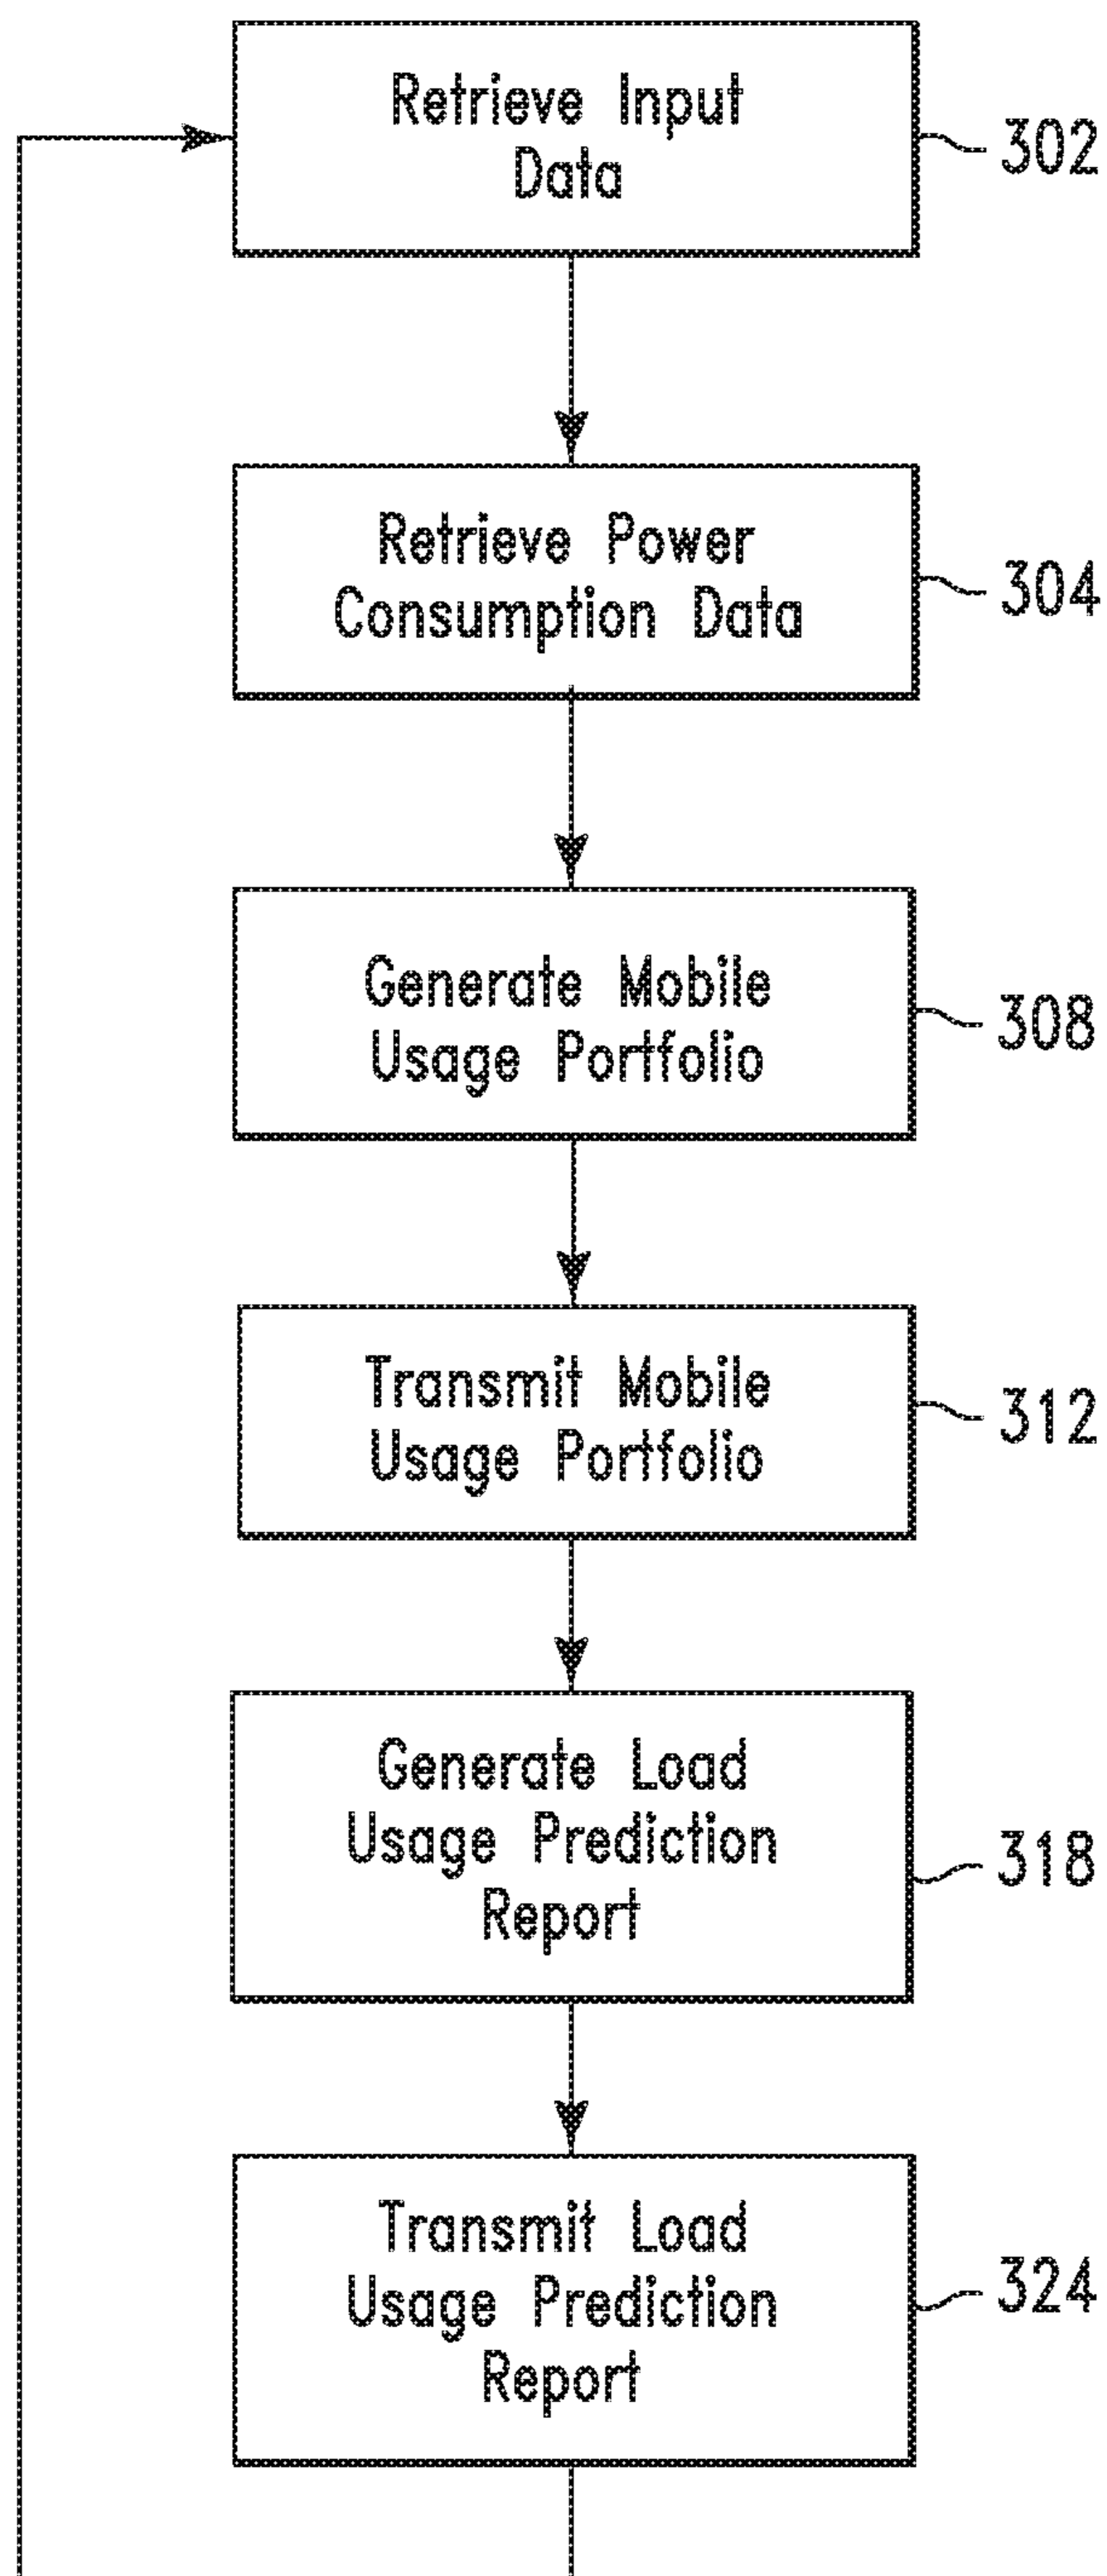 Retrieve Input
Data
302
Retrieve Power
Consumption Data
304
Generate Mobile
Usage Portfolio
308
Transmit Mobile
Usage Portfolio
312
Generate Load
Usage Prediction
Report
318
Transmit Load
Usage Prediction
Report
324